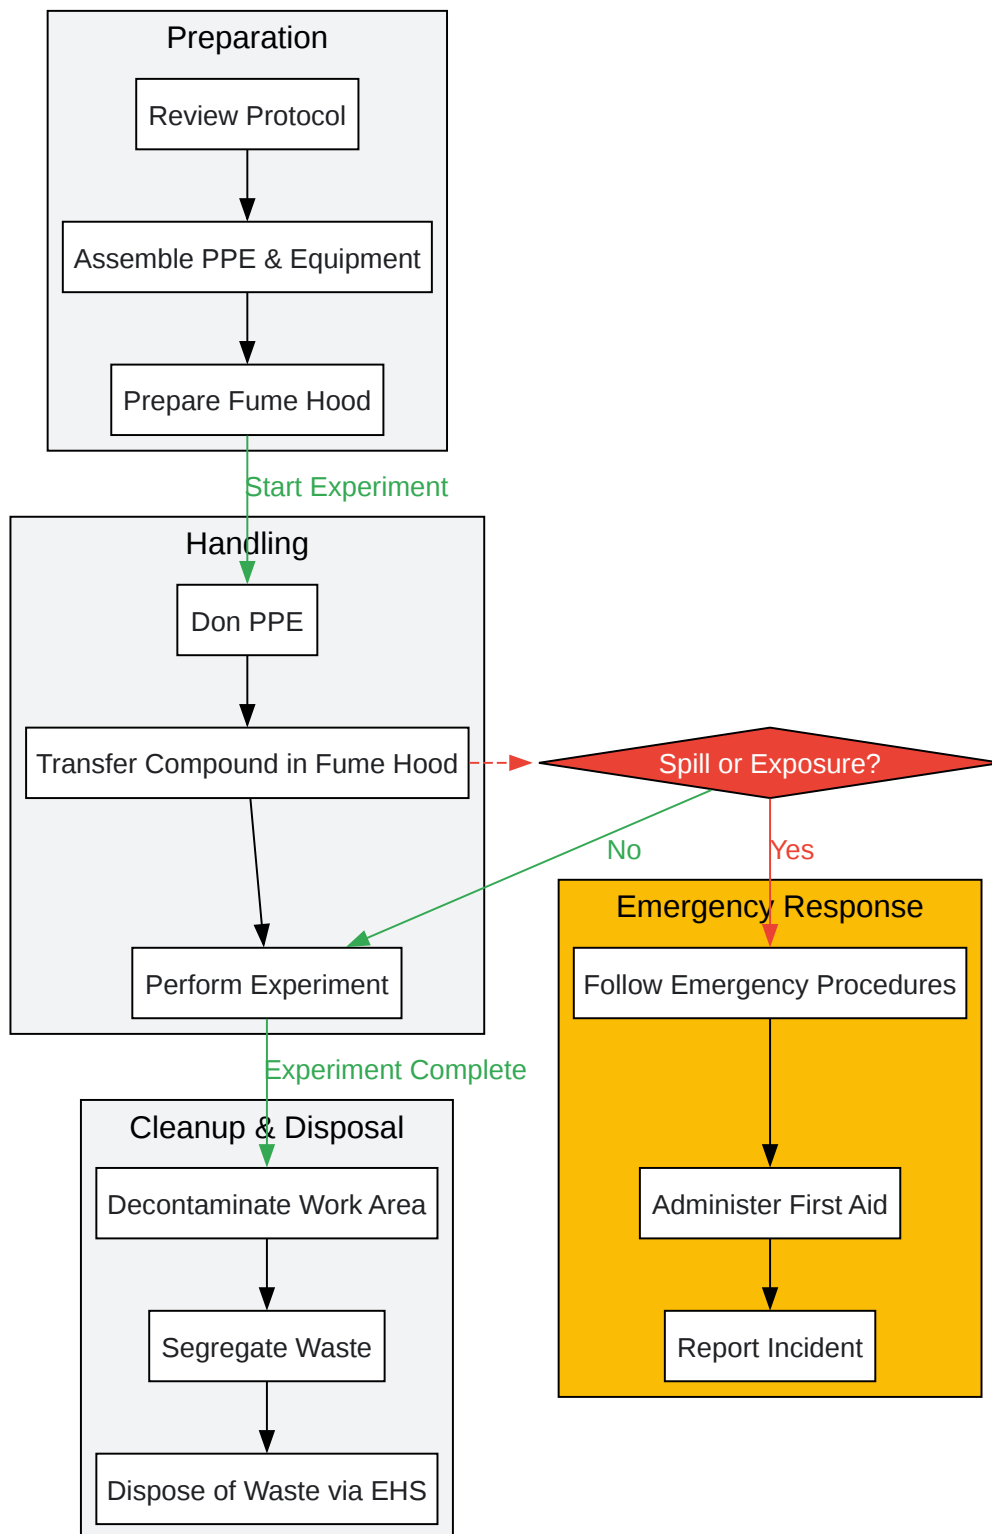 Preparation
Review Protocol
Assemble PPE & Equipment
Prepare Fume Hood
Start Experiment
Handling
Don PPE
Transfer Compound in Fume Hood
Spill or Exposure?
No
Yes
Perform Experiment
Emergency Response
Follow Emergency Procedures
Administer First Aid
Report Incident
Experiment Complete
Cleanup & Disposal
Decontaminate Work Area
Segregate Waste
Dispose of Waste via EHS